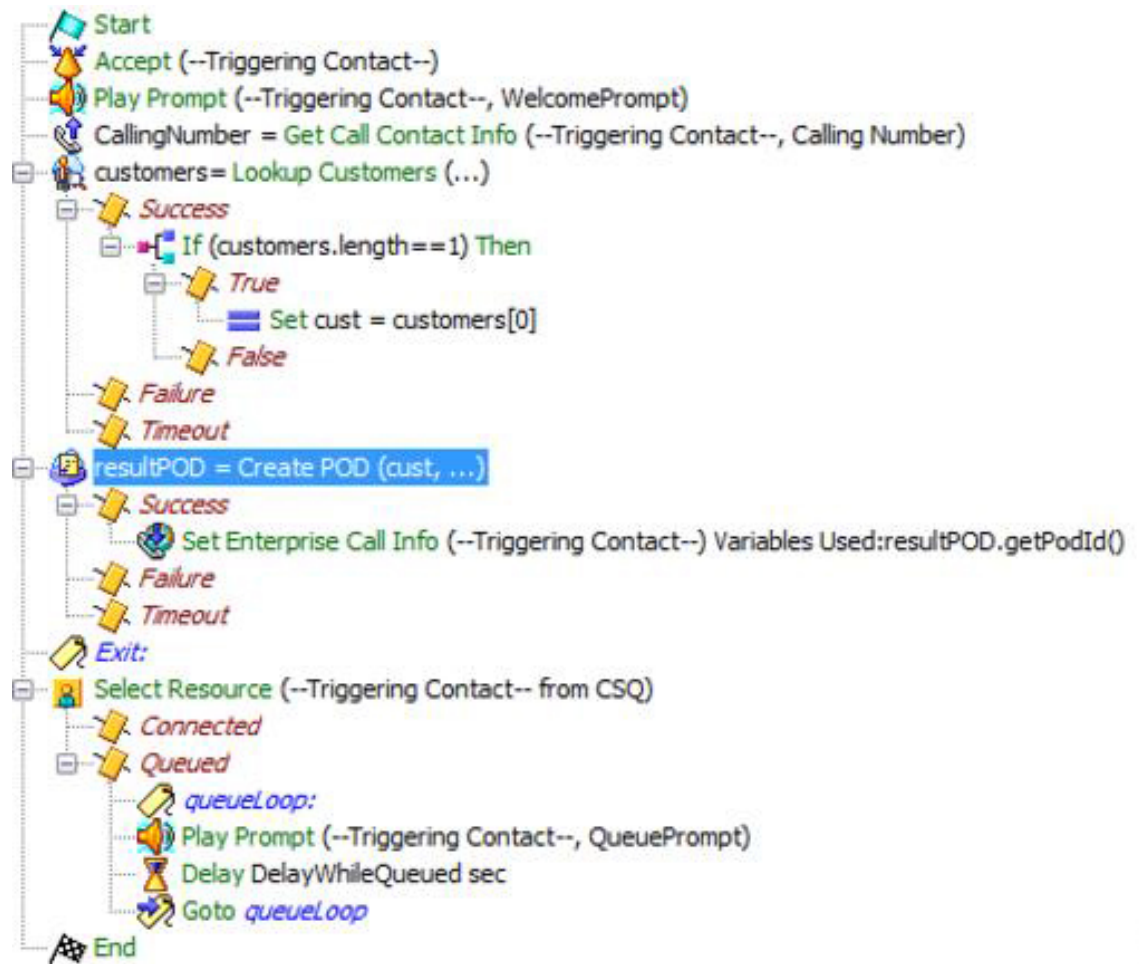 Start
Accept (--Triggering Contact--)
Play Prompt (--Triggering Contact--, WelcomePrompt)
CallingNumber = Get Call Contact Info (--Triggering Contact--, Calling Number)
customers= Lookup Customers (...)
Success
If (customers.length==1) Then
True
Set cust = customers[0]
False
Failure
Timeout
resultPOD = Create POD (cust, ...)
Success
Set Enterprise Call Info (--Triggering Contact--) Variables Used:resultPOD.getPodId()
Failure
Timeout
Exit:
Select Resource (--Triggering Contact-- from CSQ)
Connected
Queued
queueLoop:
Play Prompt (--Triggering Contact--, QueuePrompt)
Delay DelayWhileQueued sec
Goto queueLoop
End